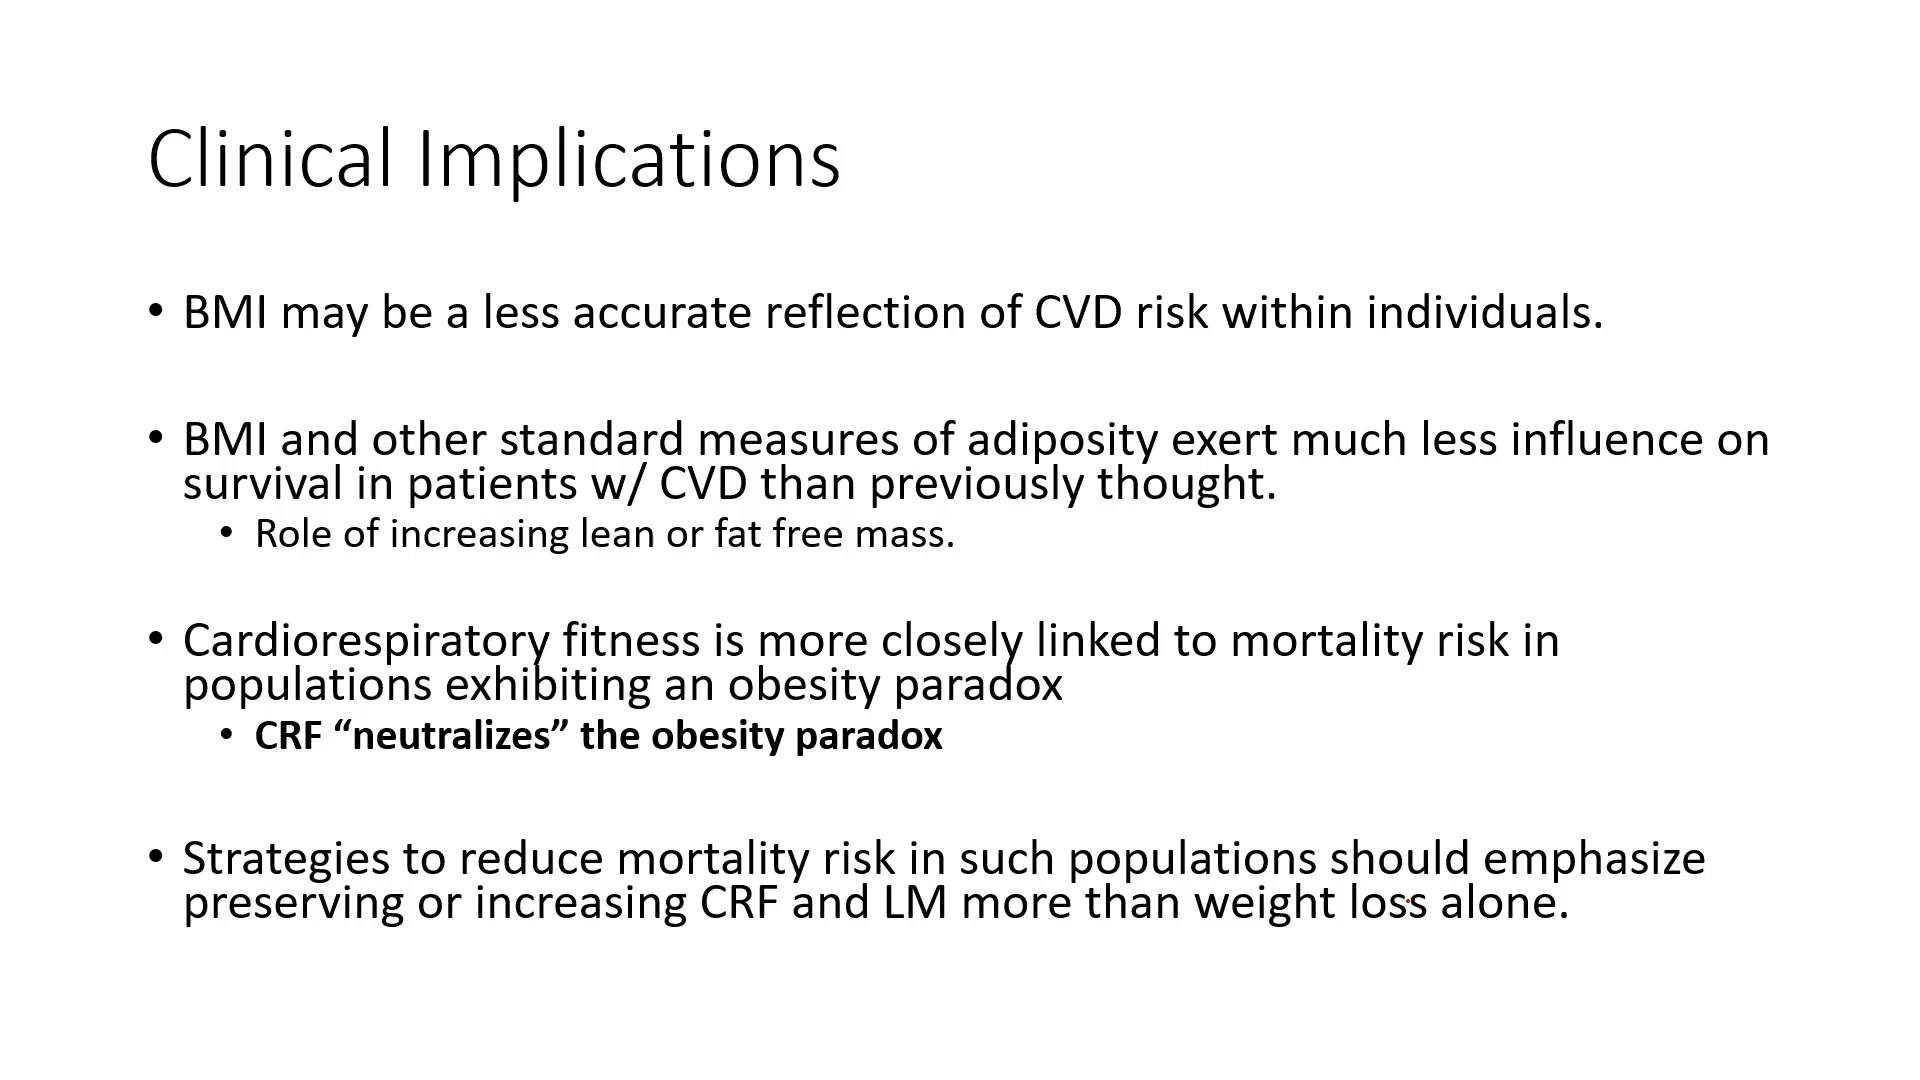 Clinical Implications
• BMI may be a less accurate reflection of CVD risk within individuals.
• BMI and other standard measures of adiposity exert much less influence on
survival in patients w/ CVD than previously thought.
• Role of increasing lean or fat free mass.
• Cardiorespiratory fitness is more closely linked to mortality risk in
populations exhibiting an obesity paradox
• CRF “neutralizes” the obesity paradox
• Strategies to reduce mortality risk in such populations should emphasize
preserving or increasing CRF and LM more than weight loss alone.